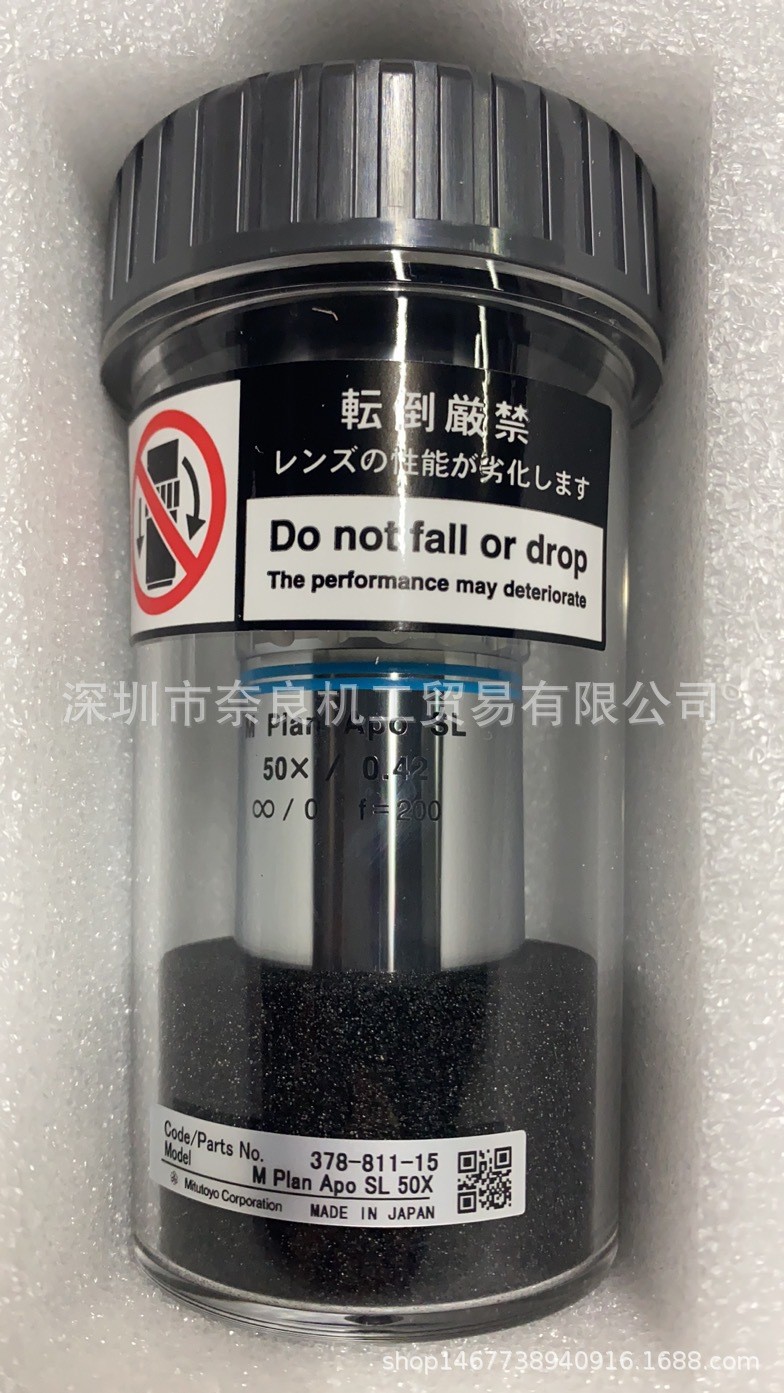 転倒厳禁
レンズの性能が劣化します
Do not fall or drop
The performance may deteriorate
深圳市奈良机工贸易有限公司
M Plan Apo SL
50× / 0.42
∞ / 0 f = 200
Code/Parts No. 378-811-15
Model M Plan Apo SL 50X
Mitutoyo Corporation MADE IN JAPAN
shop1467738940916.1688.com